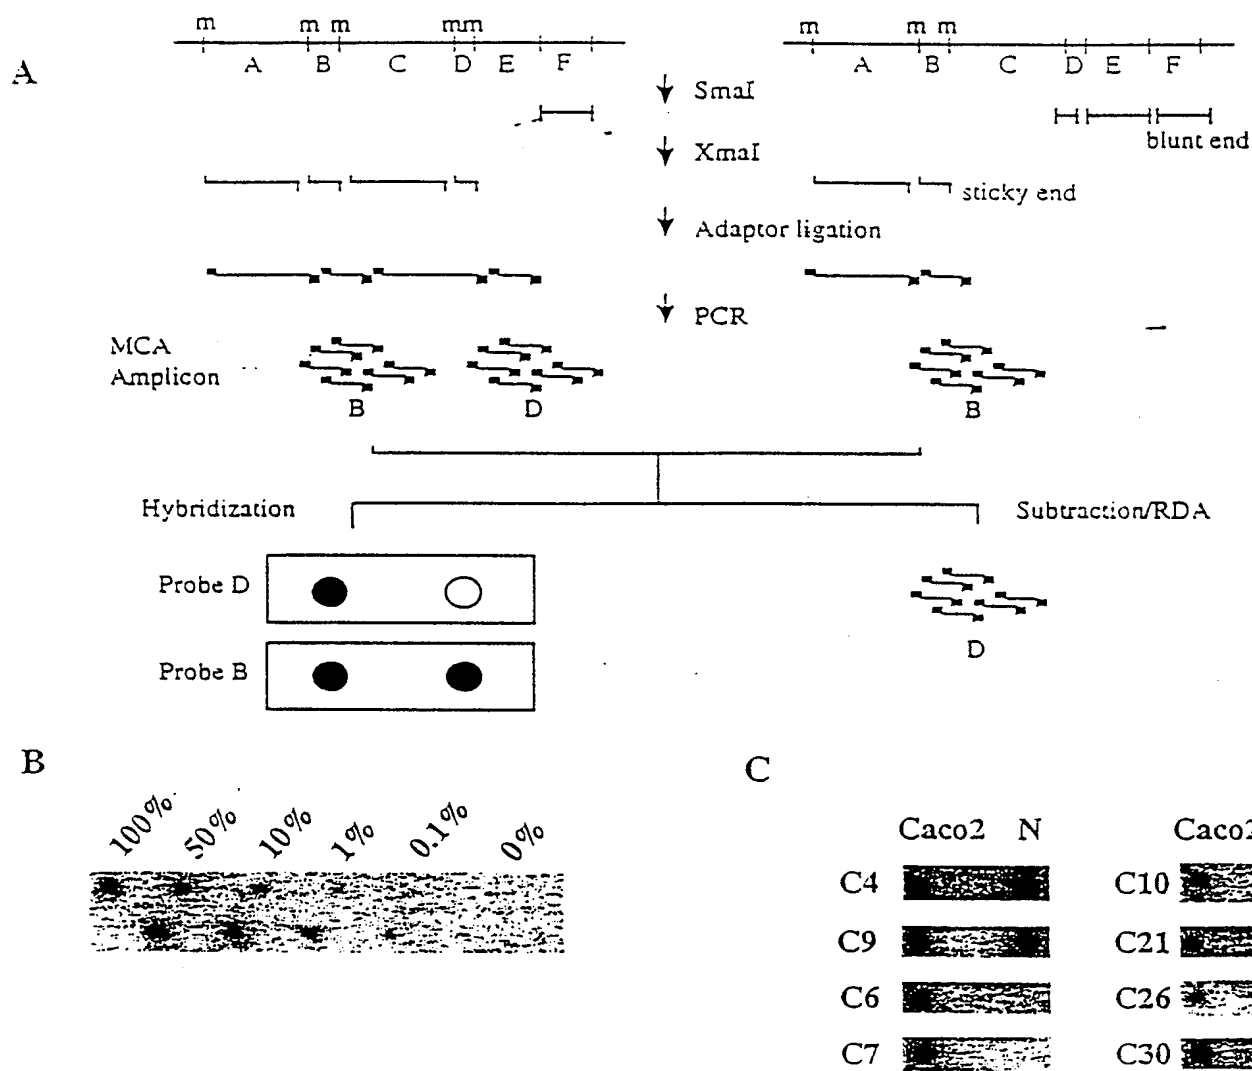 A
m m m mm
A B C D E F
m m m
A B C D E F
SmaI
blunt end
XmaI
sticky end
Adaptor ligation
PCR
MCA
Amplicon
B D
B
Hybridization
Subtraction/RDA
Probe D
D
Probe B
B
100% 50% 10% 1% 0.1% 0%
C
Caco2 N
Caco2
C4
C10
C9
C21
C6
C26
C7
C30